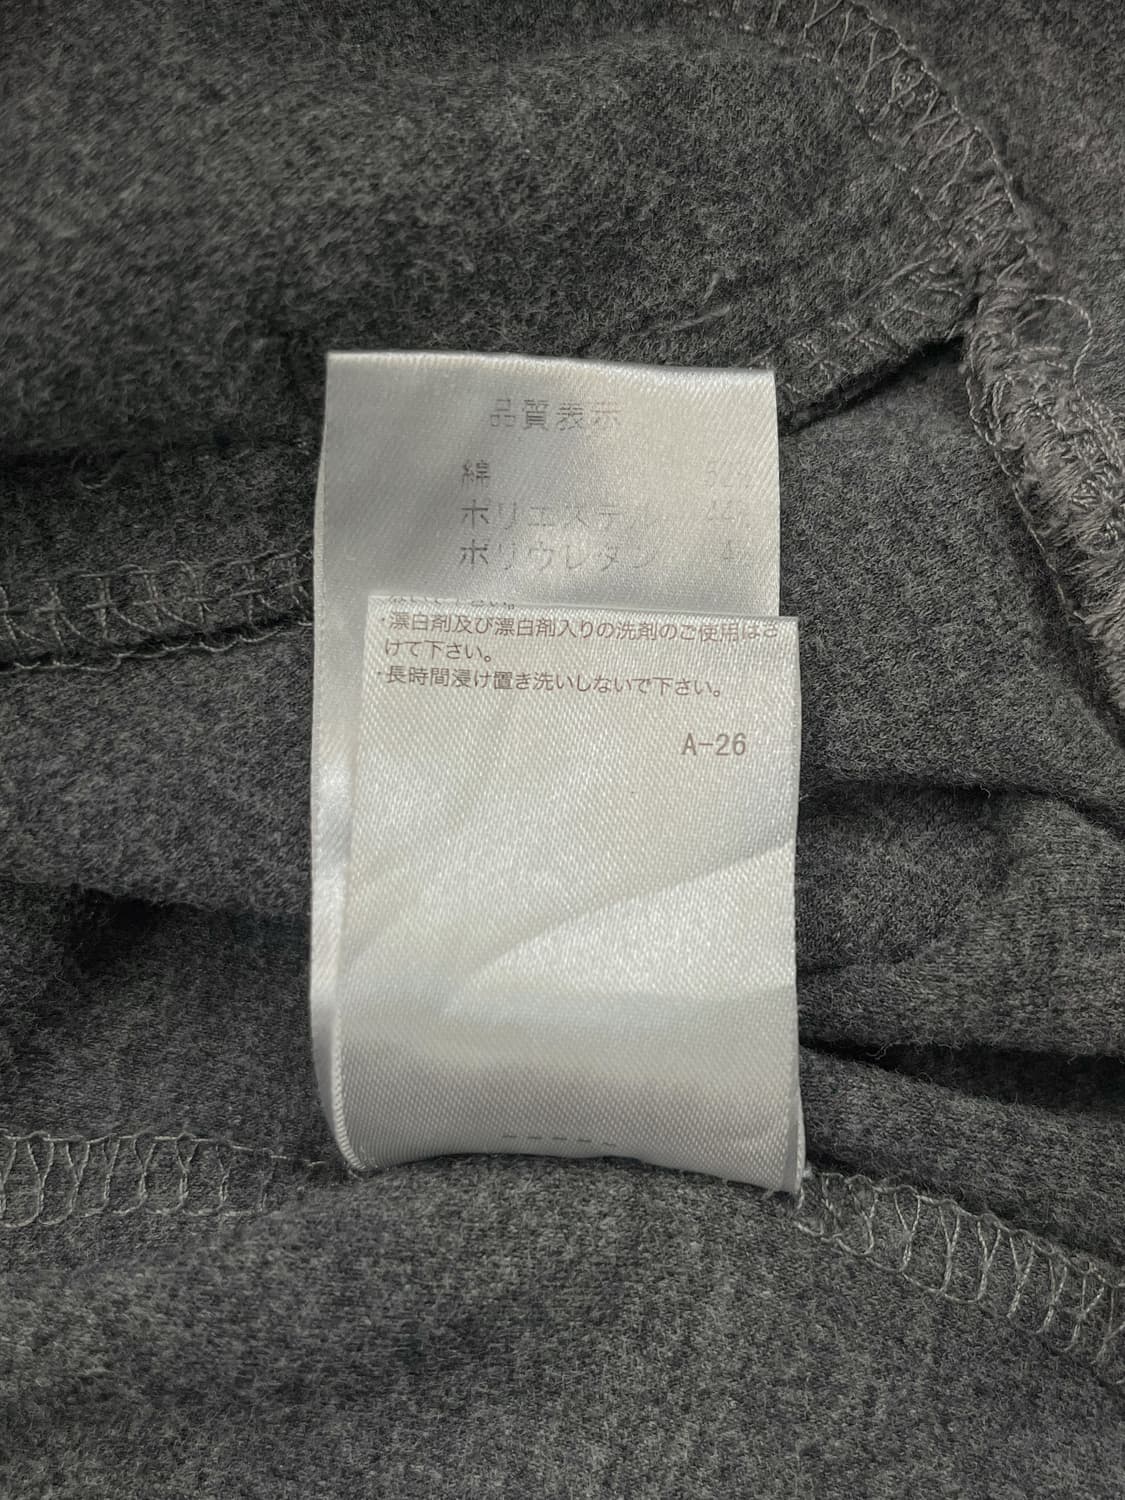 品質表示
綿 52%
ポリエステル 44%
ポリウレタン 4
・漂白剤及び漂白剤入りの洗剤のご使用はさ
けて下さい。
・長時間浸け置き洗いしないで下さい。
A-26